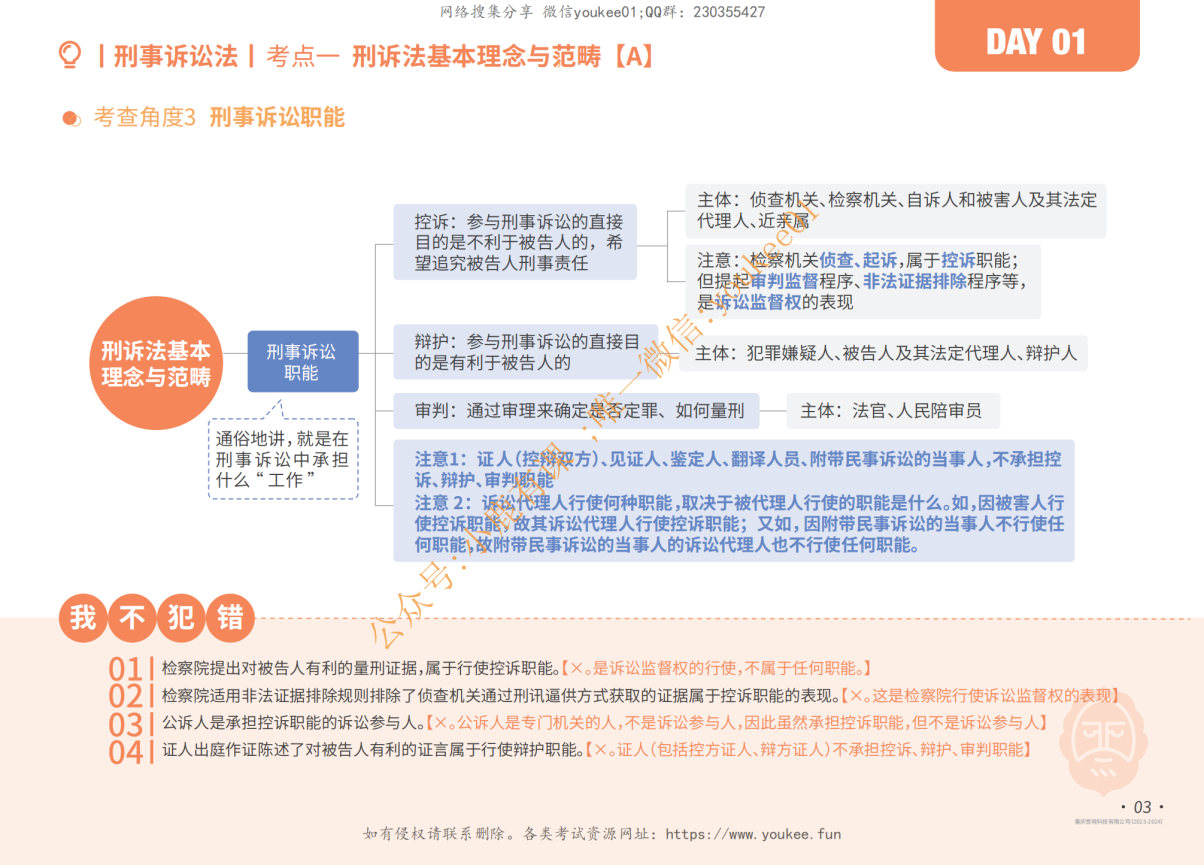 网络搜集分享 微信youkee01;QQ群：230355427
DAY 01
|刑事诉讼法|考点一 刑诉法基本理念与范畴【A】
考查角度3 刑事诉讼职能
刑诉法基本
理念与范畴
刑事诉讼
职能
通俗地讲，就是在
刑事诉讼中承担
什么“工作”
控诉：参与刑事诉讼的直接
目的是不利于被告人的，希
望追究被告人刑事责任
主体：侦查机关、检察机关、自诉人和被害人及其法定
代理人、近亲属
注意：检察机关侦查、起诉，属于控诉职能；
但提起审判监督程序、非法证据排除程序等，
是诉讼监督权的表现
辩护：参与刑事诉讼的直接目
的是有利于被告人的
主体：犯罪嫌疑人、被告人及其法定代理人、辩护人
审判：通过审理来确定是否定罪、如何量刑
主体：法官、人民陪审员
注意1：证人（控辩双方）、见证人、鉴定人、翻译人员、附带民事诉讼的当事人，不承担控
诉、辩护、审判职能
注意 2：诉讼代理人行使何种职能，取决于被代理人行使的职能是什么。如，因被害人行
使控诉职能，故其诉讼代理人行使控诉职能；又如，因附带民事诉讼的当事人不行使任
何职能，故附带民事诉讼的当事人的诉讼代理人也不行使任何职能。
公众号：小鹿有课；唯一微信：youkee01
我不犯错
01|检察院提出对被告人有利的量刑证据，属于行使控诉职能。【×。是诉讼监督权的行使，不属于任何职能。】
02|检察院适用非法证据排除规则排除了侦查机关通过刑讯逼供方式获取的证据属于控诉职能的表现。【×。这是检察院行使诉讼监督权的表现】
03|公诉人是承担控诉职能的诉讼参与人。【×。公诉人是专门机关的人，不是诉讼参与人，因此虽然承担控诉职能，但不是诉讼参与人】
04|证人出庭作证陈述了对被告人有利的证言属于行使辩护职能。【×。证人（包括控方证人、辩方证人）不承担控诉、辩护、审判职能】
· 03 ·
如有侵权请联系删除。各类考试资源网址：https://www.youkee.fun